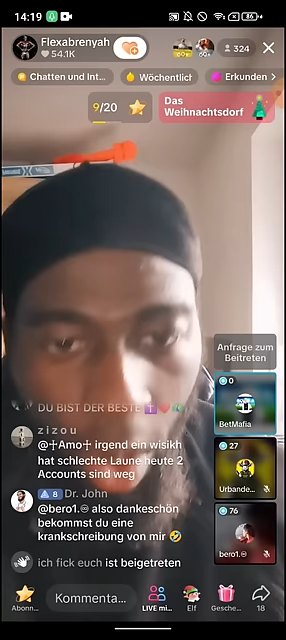 14:19
86
Flexabrenyah
54.1K
324
Chatten und Int...
Wöchentlich
Erkunden >
9/20
Das
Weihnachtsdorf
Anfrage zum
Beitreten
0
BetMafia
27
Urbande...
76
bero1.♾
DU BIST DER BESTE
zizou
@✝Amo✝ irgend ein wisikh
hat schlechte Laune heute 2
Accounts sind weg
8 Dr. John
@bero1.♾ also dankeschön
bekommst du eine
krankschreibung von mir 🤣
ich fick euch ist beigetreten
Abonn...
Kommenta...
LIVE mi...
Elf
Gesche...
18